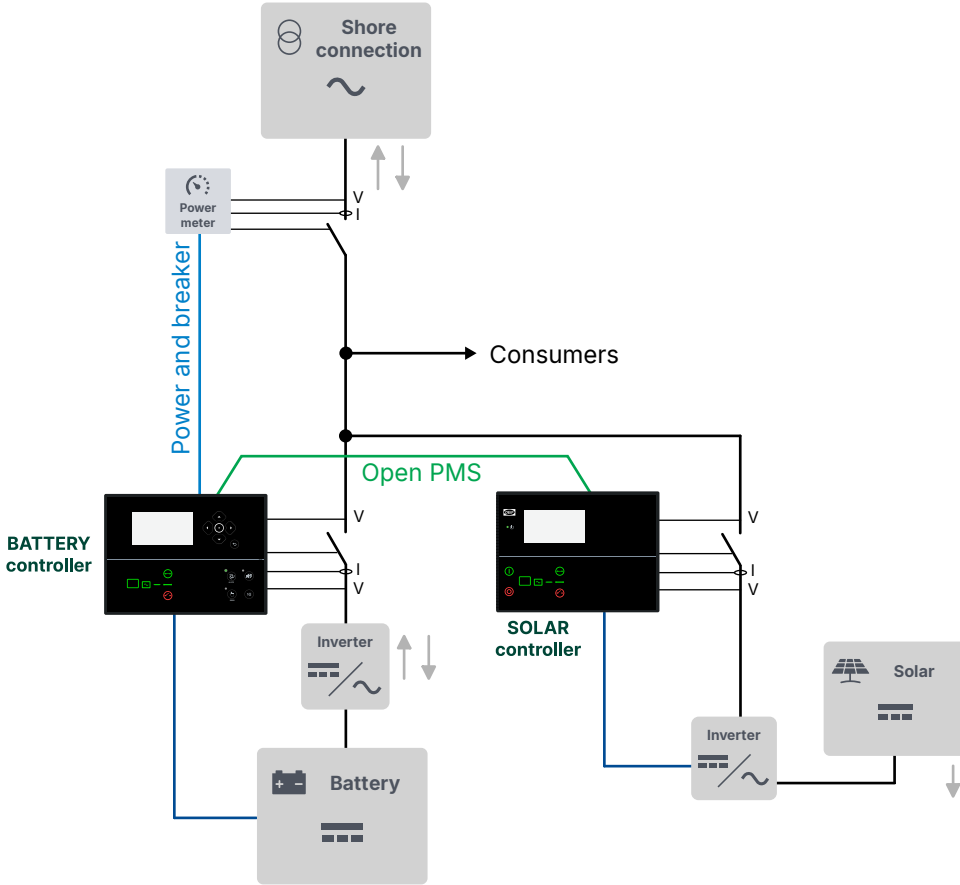 Shore
connection
V
I
Power
meter
Power and breaker
Consumers
Open PMS
BATTERY
controller
V
I
V
V
I
V
SOLAR
controller
Inverter
Solar
Inverter
Battery